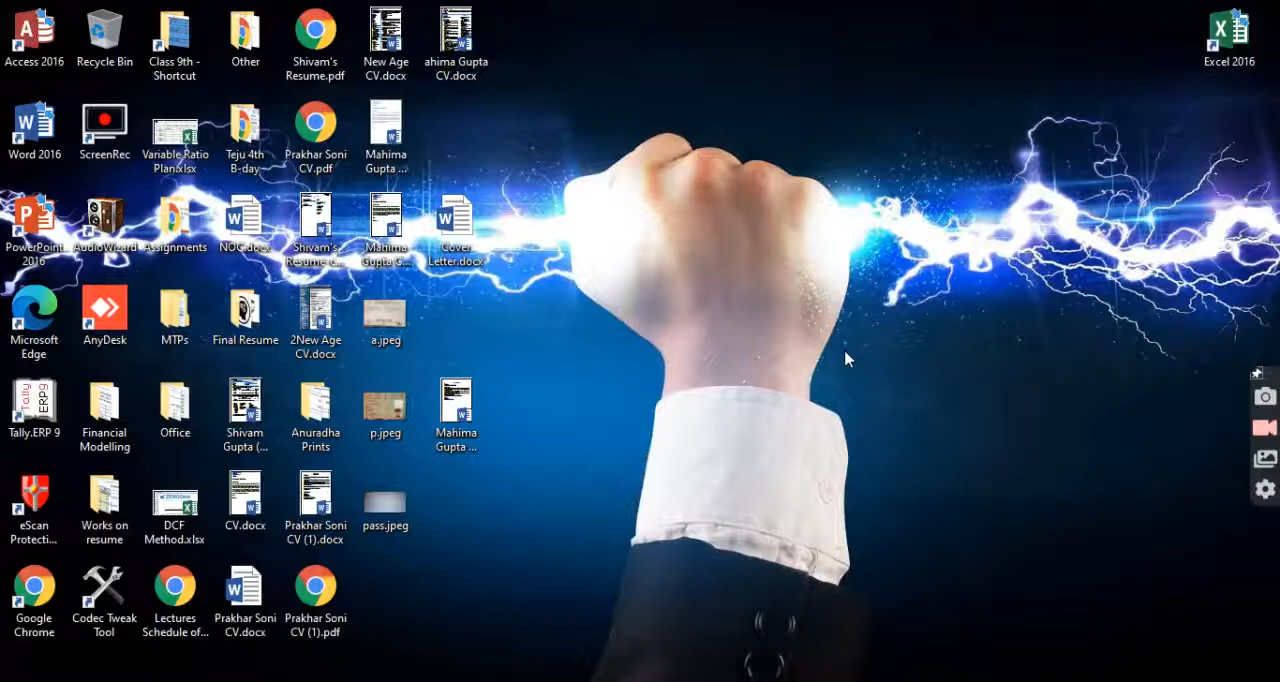 Access 2016
Recycle Bin
Class 9th -
Shortcut
Other
Shivam's
Resume.pdf
New Age
CV.docx
ahima Gupta
CV.docx
Excel 2016
Word 2016
ScreenRec
Variable Ratio
Plan.xlsx
Teju 4th
B-day
Prakhar Soni
CV.pdf
Mahima
Gupta ...
PowerPoint
2016
AudioWizard
Assignments
NOC.docx
Shivam's
Resume-c...
Mahima
Gupta C...
Cover
Letter.docx
Microsoft
Edge
AnyDesk
MTPs
Final Resume
2New Age
CV.docx
a.jpeg
Tally.ERP 9
Financial
Modelling
Office
Shivam
Gupta (...
Anuradha
Prints
p.jpeg
Mahima
Gupta ...
eScan
Protecti...
Works on
resume
DCF
Method.xlsx
CV.docx
Prakhar Soni
CV (1).docx
pass.jpeg
Google
Chrome
Codec Tweak
Tool
Lectures
Schedule of...
Prakhar Soni
CV.docx
Prakhar Soni
CV (1).pdf